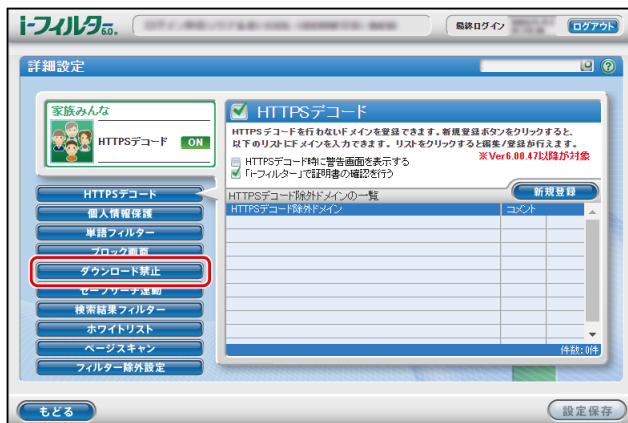 i-フィルター6.0.
最終ログイン
ログアウト
詳細設定
家族みんな
HTTPSデコード ON
HTTPSデコード
HTTPSデコードを行わないドメインを登録できます。新規登録ボタンをクリックすると、
以下のリストにドメインを入力できます。リストをクリックすると編集/登録が行えます。
HTTPSデコード時に警告画面を表示する
※Ver6.00.47以降が対象
「i-フィルター」で証明書の確認を行う
新規登録
HTTPSデコード除外ドメインの一覧
HTTPSデコード除外ドメイン コメント
件数:0件
HTTPSデコード
個人情報保護
単語フィルター
ブロック画面
ダウンロード禁止
セーフサーチ連動
検索結果フィルター
ホワイトリスト
ページスキャン
フィルター除外設定
もどる
設定保存